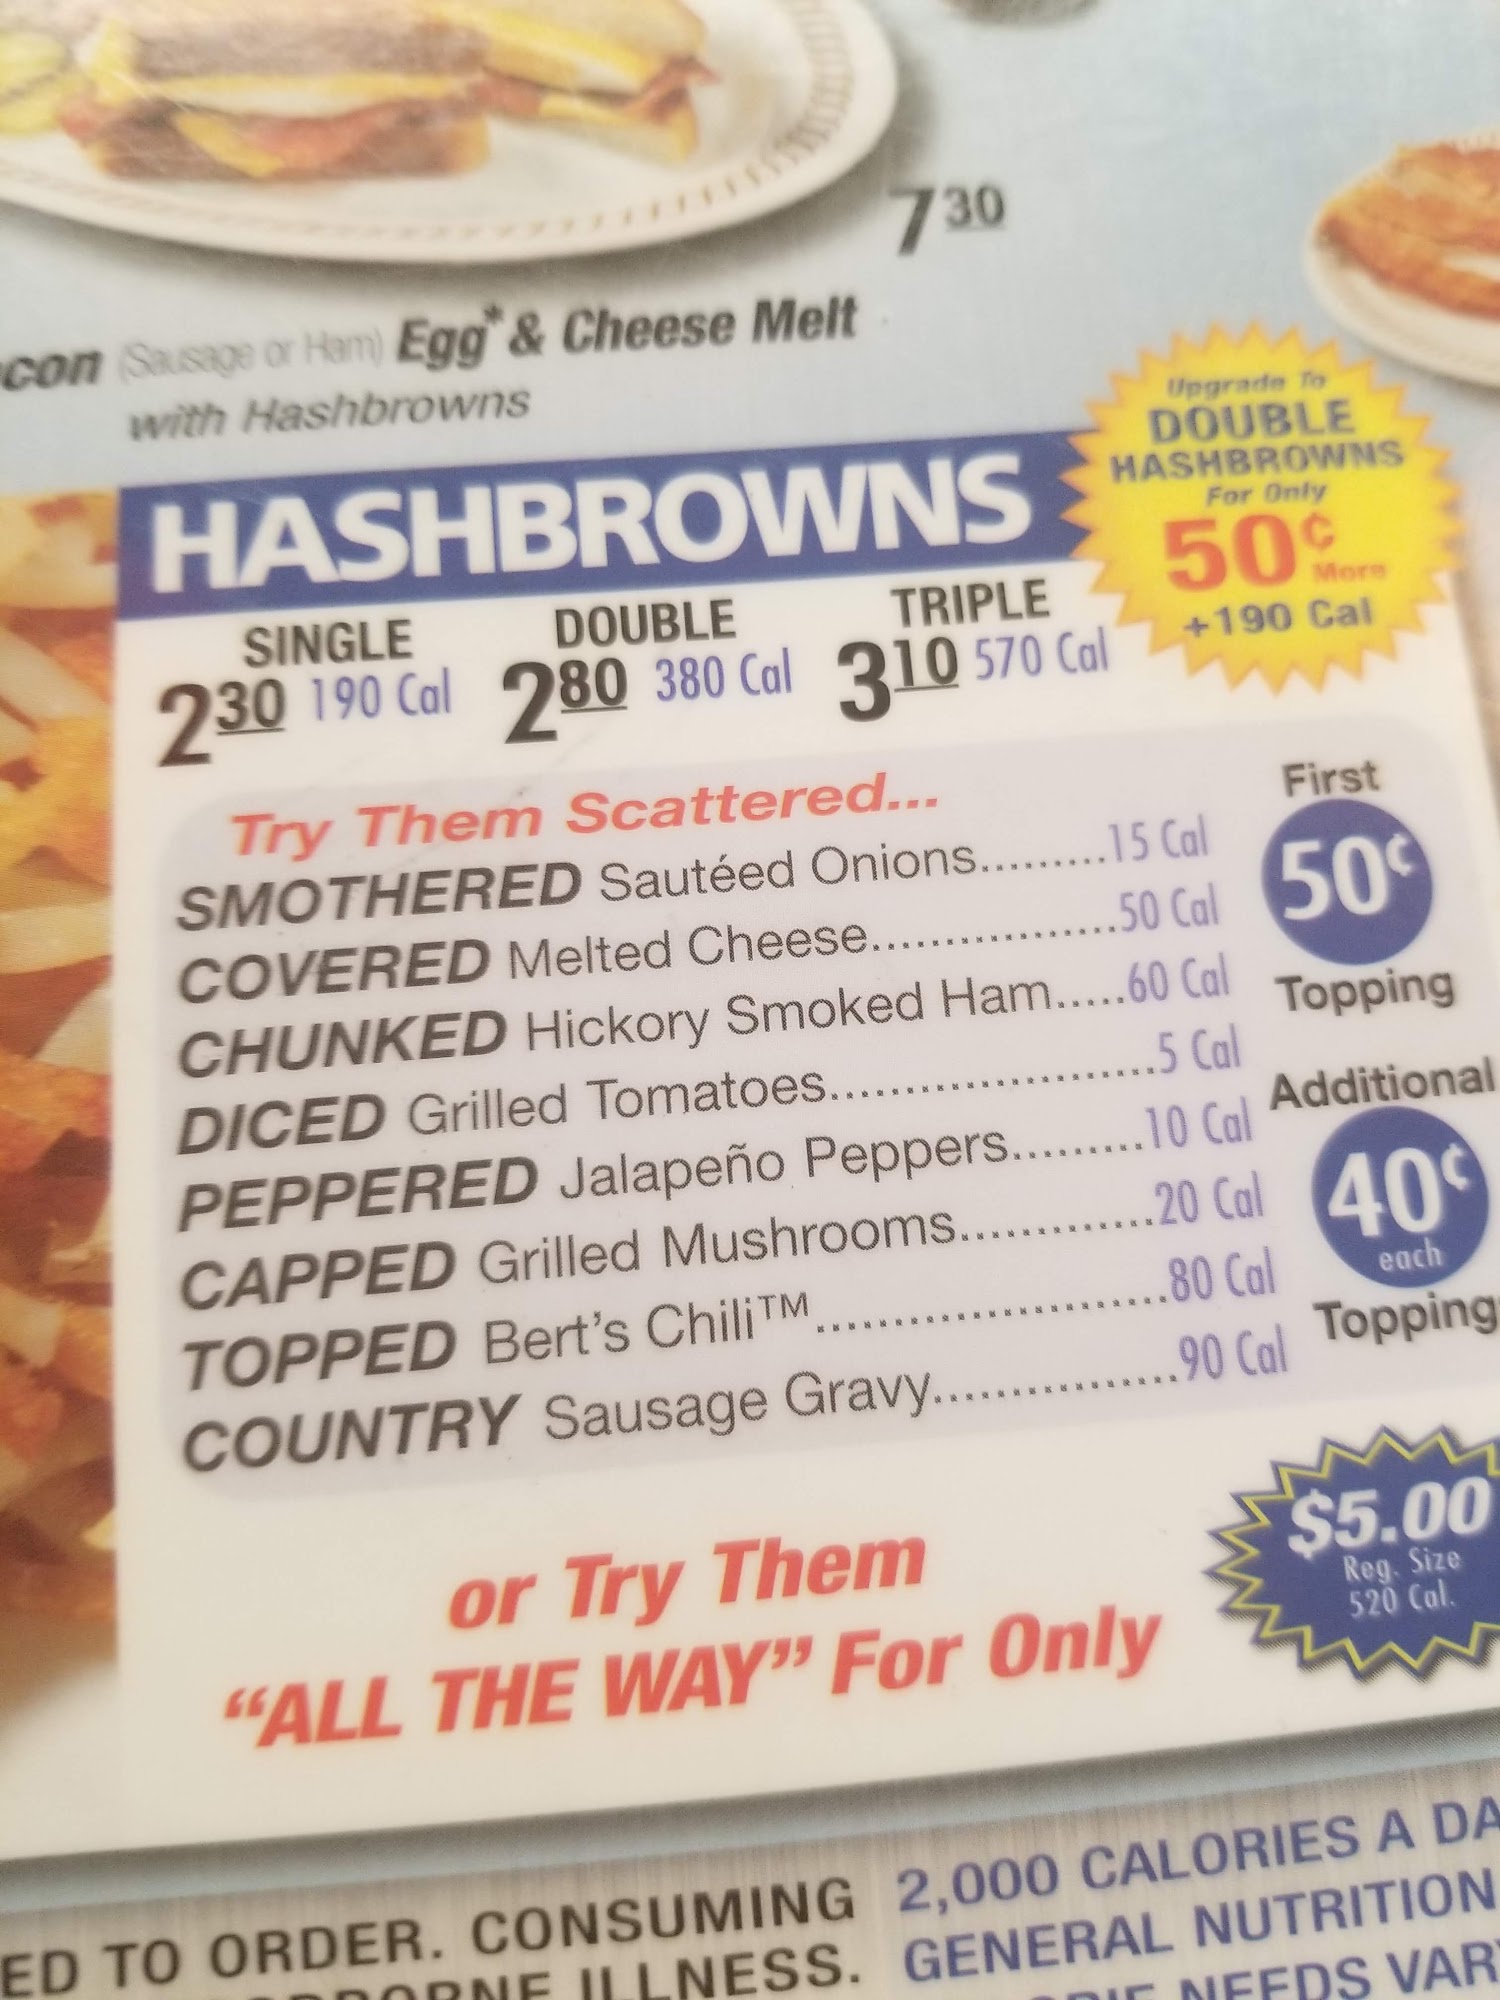 7 30
con (Sausage or Ham) Egg* & Cheese Melt
with Hashbrowns
Upgrade To
DOUBLE
HASHBROWNS
For Only
50¢ More
+190 Cal
HASHBROWNS
SINGLE DOUBLE TRIPLE
2 30 190 Cal 2 80 380 Cal 3 10 570 Cal
Try Them Scattered...
SMOTHERED Sautéed Onions.........15 Cal
COVERED Melted Cheese.................50 Cal
CHUNKED Hickory Smoked Ham.....60 Cal
DICED Grilled Tomatoes......................5 Cal
PEPPERED Jalapeño Peppers.........10 Cal
CAPPED Grilled Mushrooms.............20 Cal
TOPPED Bert's Chili™.......................80 Cal
COUNTRY Sausage Gravy................90 Cal
First
50¢
Topping
Additional
40¢
each
Topping
or Try Them
"ALL THE WAY" For Only
$5.00
Reg. Size
520 Cal.
ED TO ORDER. CONSUMING
ILLNESS.
2,000 CALORIES A DA
GENERAL NUTRITION
NEEDS VAR